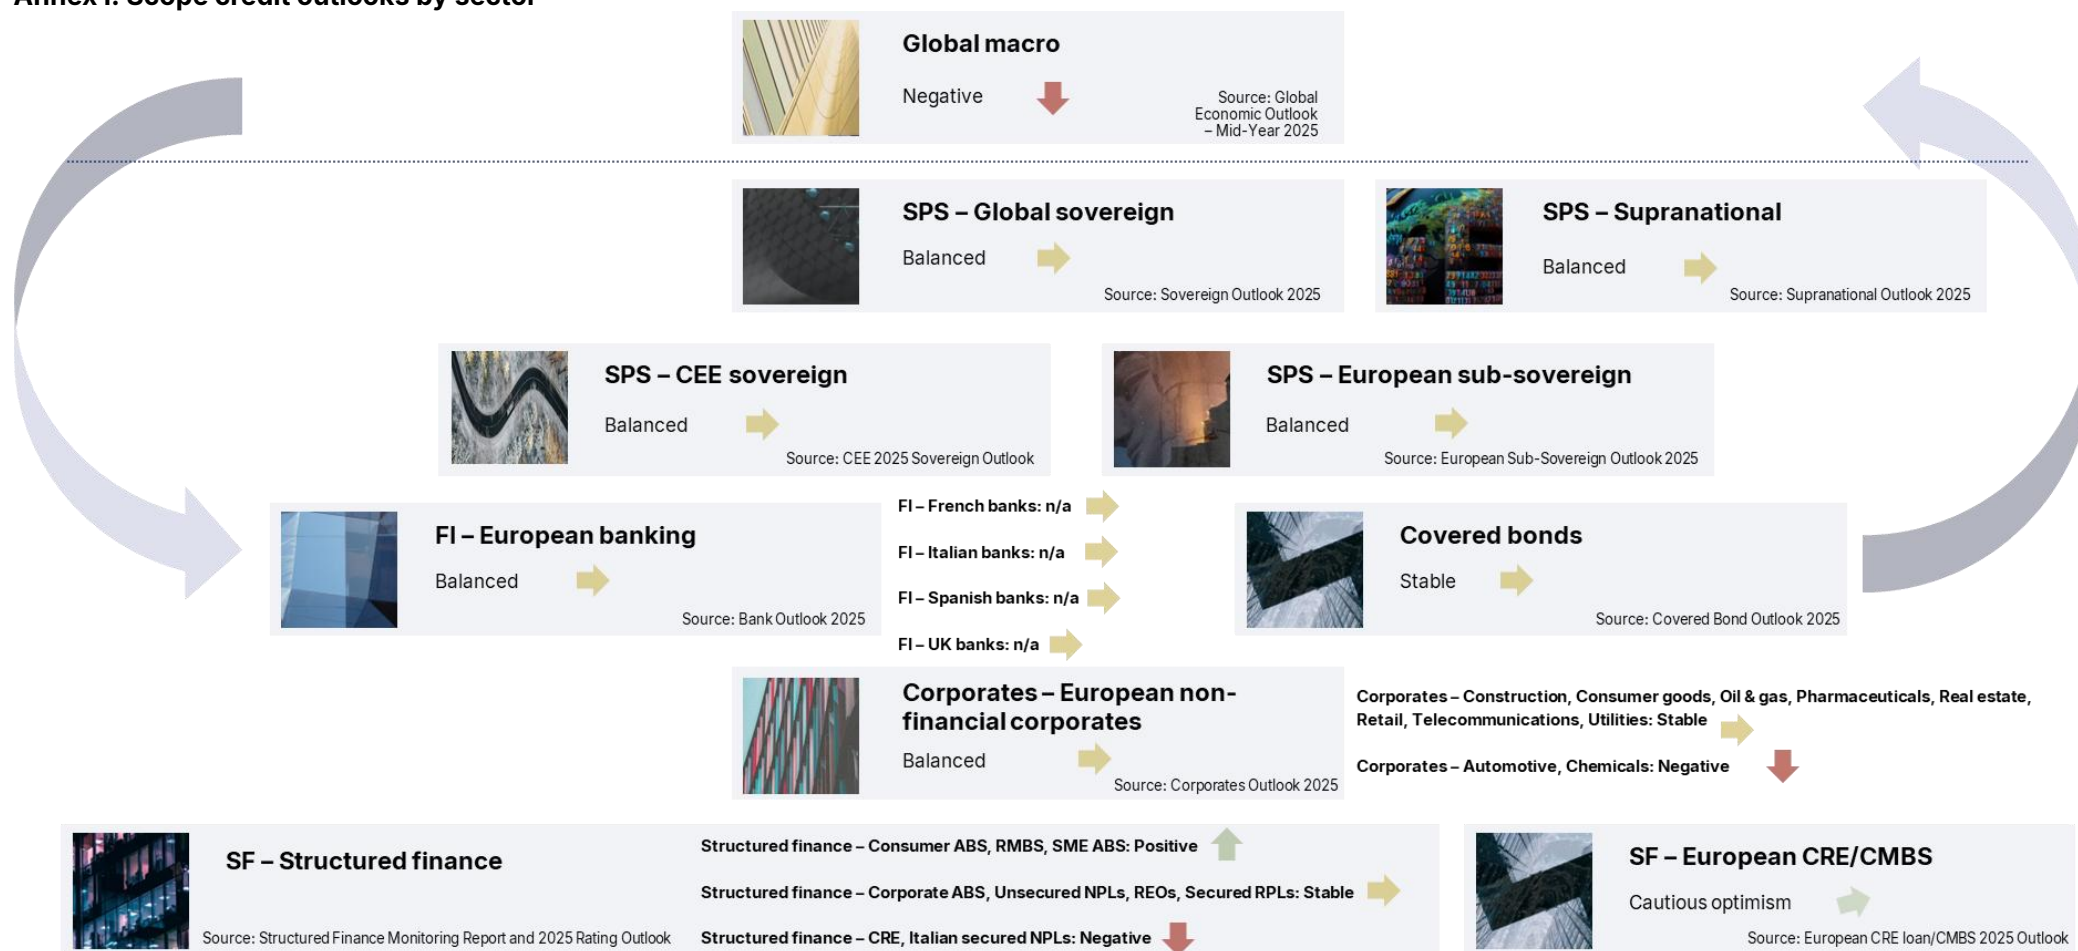 Annex I: Scope credit outlooks by sector
Global macro
Negative
Source: Global
Economic Outlook
– Mid-Year 2025
SPS – Global sovereign
Balanced
Source: Sovereign Outlook 2025
SPS – Supranational
Balanced
Source: Supranational Outlook 2025
SPS – CEE sovereign
Balanced
Source: CEE 2025 Sovereign Outlook
SPS – European sub-sovereign
Balanced
Source: European Sub-Sovereign Outlook 2025
FI – European banking
Balanced
Source: Bank Outlook 2025
FI – French banks: n/a
FI – Italian banks: n/a
FI – Spanish banks: n/a
FI – UK banks: n/a
Covered bonds
Stable
Source: Covered Bond Outlook 2025
Corporates – European non-
financial corporates
Balanced
Source: Corporates Outlook 2025
Corporates – Construction, Consumer goods, Oil & gas, Pharmaceuticals, Real estate,
Retail, Telecommunications, Utilities: Stable
Corporates – Automotive, Chemicals: Negative
SF – Structured finance
Source: Structured Finance Monitoring Report and 2025 Rating Outlook
Structured finance – Consumer ABS, RMBS, SME ABS: Positive
Structured finance – Corporate ABS, Unsecured NPLs, REOs, Secured RPLs: Stable
Structured finance – CRE, Italian secured NPLs: Negative
SF – European CRE/CMBS
Cautious optimism
Source: European CRE loan/CMBS 2025 Outlook